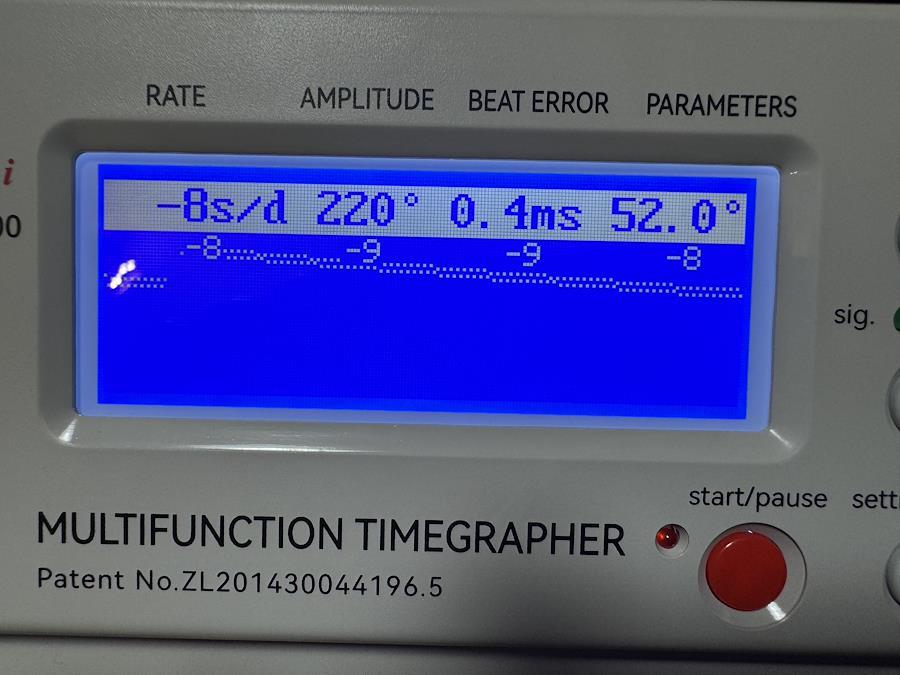 RATE AMPLITUDE BEAT ERROR PARAMETERS
i
00
-8s/d 220° 0.4ms 52.0°
-8 -9 -9 -8
sig.
start/pause
MULTIFUNCTION TIMEGRAPHER
Patent No.ZL201430044196.5